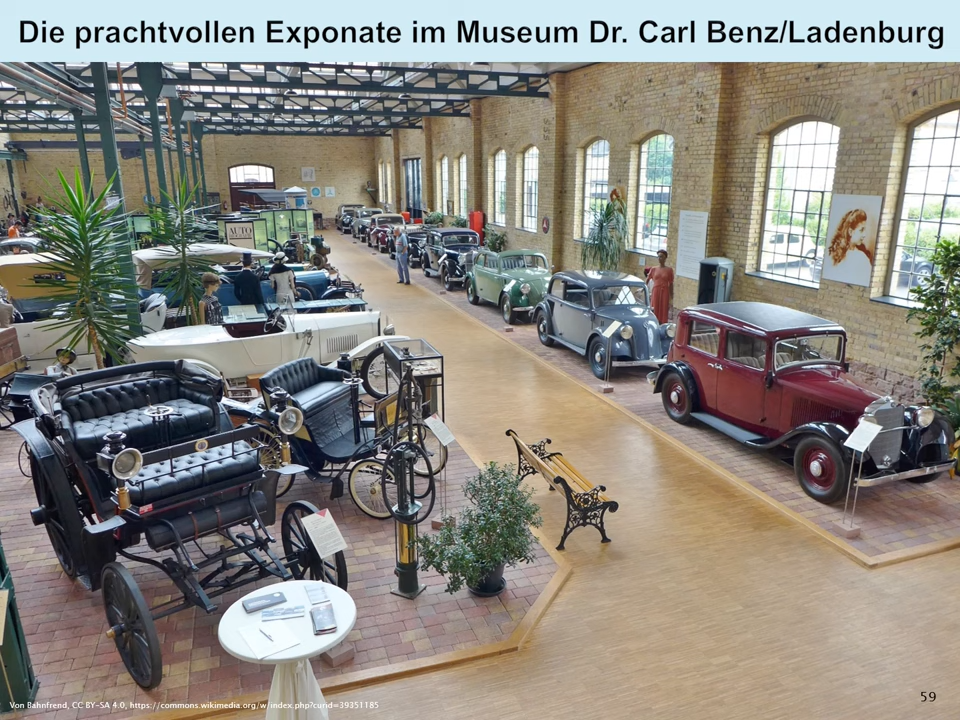 Die prachtvollen Exponate im Museum Dr. Carl Benz/Ladenburg
AUTO
Von Bahnfrend, CC BY-SA 4.0, https://commons.wikimedia.org/w/index.php?curid=39351185
59